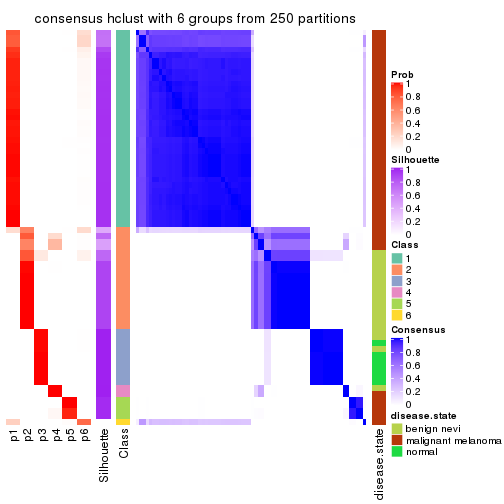 consensus hclust with 6 groups from 250 partitions
Prob
1
0.8
0.6
0.4
0.2
0
Silhouette
1
0.8
0.6
0.4
0.2
0
Class
1
2
3
4
5
6
Consensus
1
0.8
0.6
0.4
0.2
0
disease.state
benign nevi
malignant melanoma
normal
p1
p2
p3
p4
p5
p6
Silhouette
Class
disease.state